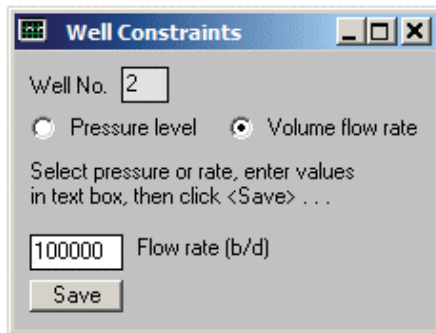 Well Constraints
Well No. 2
Pressure level Volume flow rate
Select pressure or rate, enter values
in text box, then click <Save> . . .
100000 Flow rate (b/d)
Save